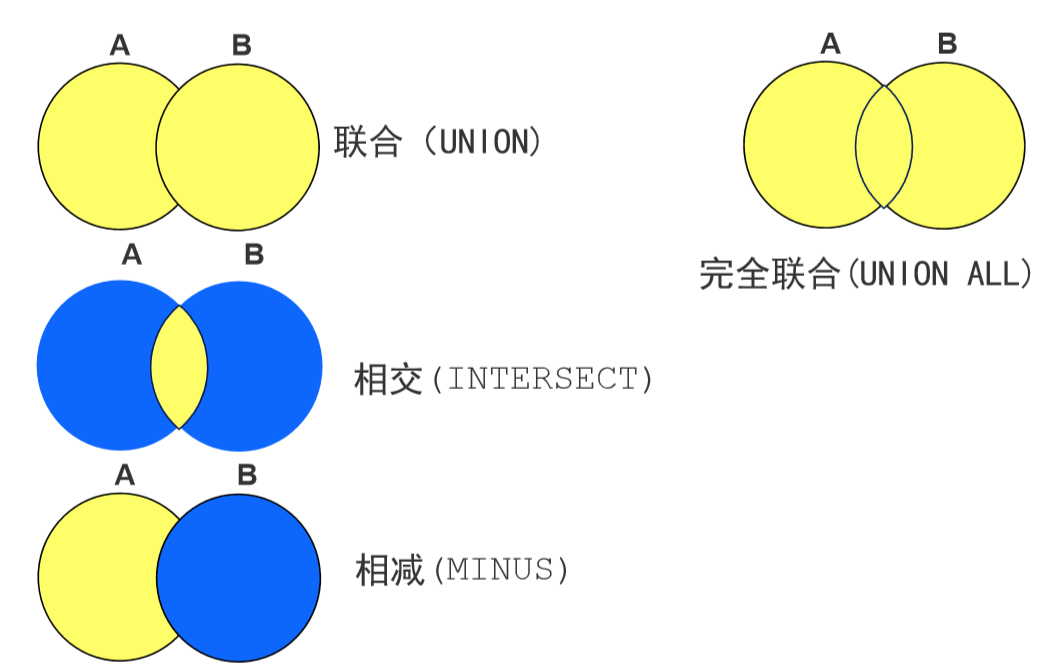 A B
联合（UNION）
A B
完全联合(UNION ALL)
A B
相交(INTERSECT)
A B
相减(MINUS)